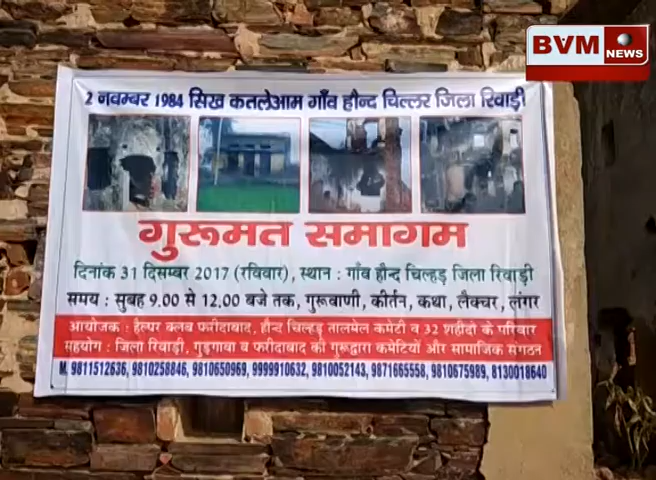 BVM NEWS
2 नवम्बर 1984 सिख कतलेआम गाँव हौन्द चिल्लर जिला रिवाड़ी
गुरूमत समागम
दिनांक 31 दिसम्बर 2017 (रविवार), स्थान : गाँव हौन्द चिल्हड़ जिला रिवाड़ी
समय : सुबह 9.00 से 12.00 बजे तक, गुरूवाणी, कीर्तन, कथा, लैक्चर, लंगर
आयोजक : हैल्पर क्लब फरीदाबाद, हौन्द चिल्हड़ तालमेल कमेटी व 32 शहीदो के परिवार
सहयोग : जिला रिवाड़ी, गुड़गावा व फरीदाबाद की गुरूद्वारा कमेटियों और सामाजिक संगठन
M. 9811512636, 9810258846, 9810650969, 9999910632, 9810052143, 9871665558, 9810675989, 8130018640